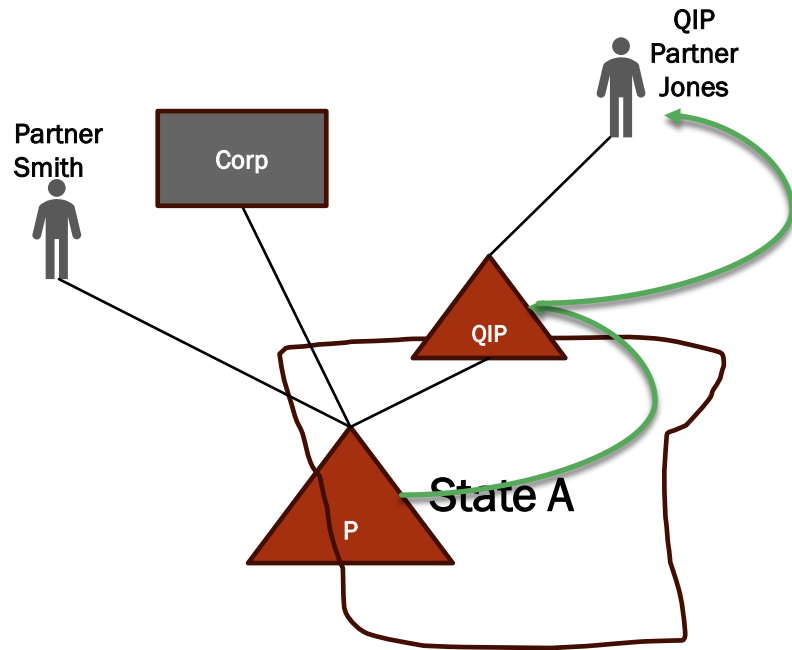 QIP
Partner
Jones
Partner
Smith
Corp
QIP
State A
P